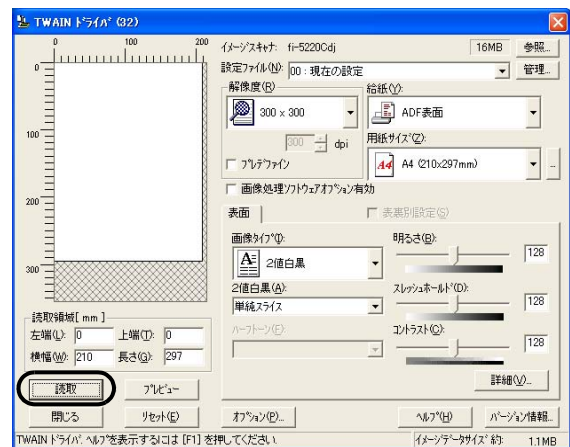 TWAIN ﾄﾞﾗｲﾊﾞ (32)
0 100 200
0
100
200
300
ｲﾒｰｼﾞｽｷｬﾅ: fi-5220Cdj 16MB 参照...
設定ﾌｧｲﾙ(N): 00 : 現在の設定 管理...
解像度(R)
300 x 300
300 dpi
ﾌﾟﾚﾃﾞﾌｧｲﾝ
給紙(Y):
ADF表面
用紙ｻｲｽﾞ(Z):
A4 A4 (210x297mm) ...
画像処理ｿﾌﾄｳｪｱｵﾌﾟｼｮﾝ有効
表面 表裏別設定(S)
画像ﾀｲﾌﾟ(I):
2値白黒
2値白黒(A):
単純ｽﾗｲｽ
ﾊｰﾌﾄｰﾝ(E):
明るさ(B):
128
ｽﾚｯｼｭﾎｰﾙﾄﾞ(D):
128
ｺﾝﾄﾗｽﾄ(C):
128
詳細(V)...
読取領域[ mm ]
左端(L): 0 上端(T): 0
横幅(W): 210 長さ(G): 297
読取 ﾌﾟﾚﾋﾞｭｰ
閉じる ﾘｾｯﾄ(E) ｵﾌﾟｼｮﾝ(P)... ﾍﾙﾌﾟ(H) ﾊﾞｰｼﾞｮﾝ情報...
TWAIN ﾄﾞﾗｲﾊﾞ. ﾍﾙﾌﾟを表示するには [F1] を押してください. ｲﾒｰｼﾞﾃﾞｰﾀｻｲｽﾞ約: 1.1MB